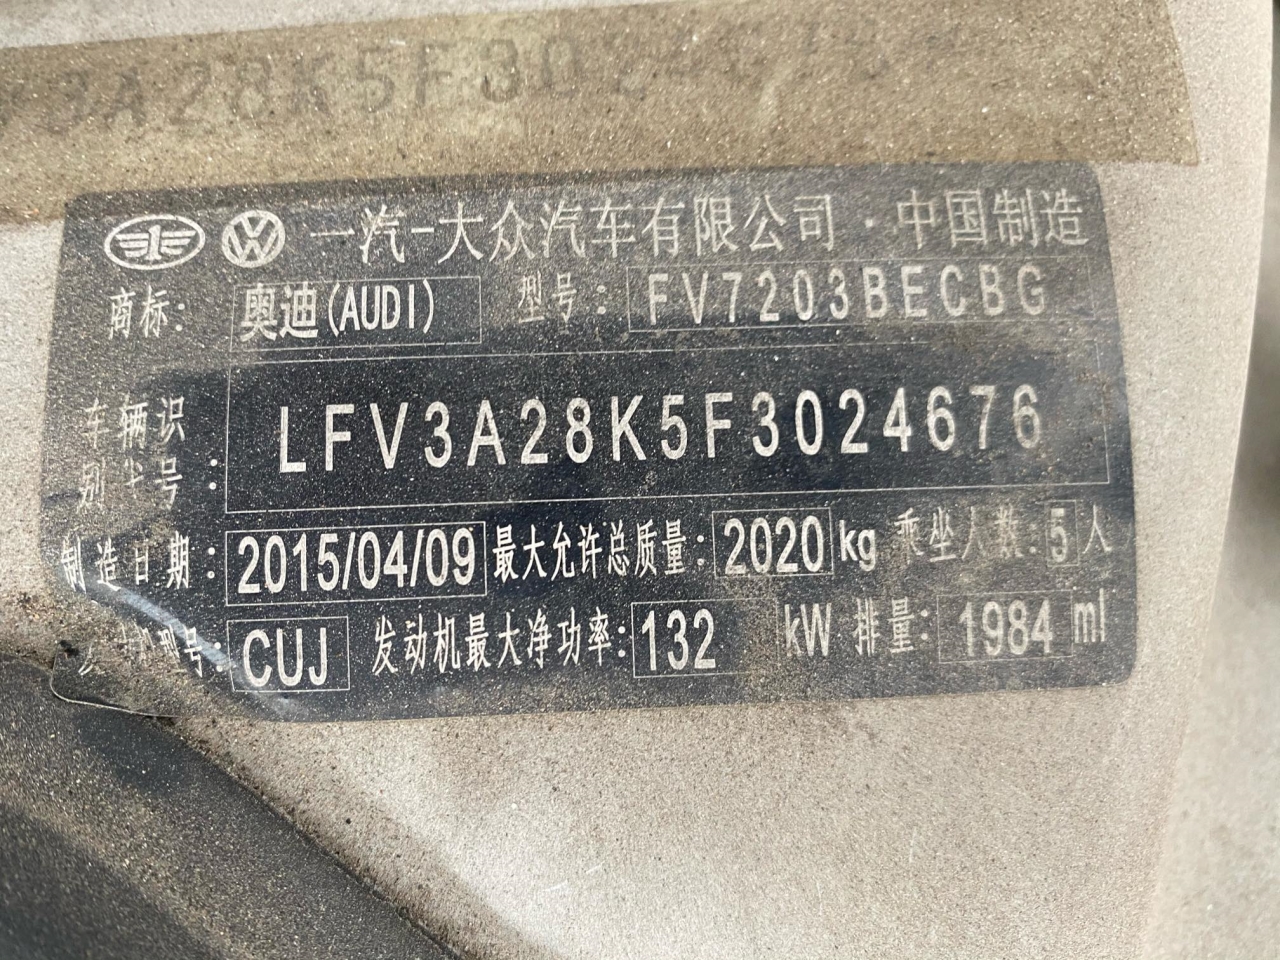 3A28K5F302
一汽-大众汽车有限公司·中国制造
商标: 奥迪(AUDI) 型号: FV7203BECBG
车辆识别 号: LFV3A28K5F3024676
制造日期: 2015/04/09 最大允许总质量: 2020 kg 乘坐人数: 5 人
型号: CUJ 发动机最大净功率: 132 kW 排量: 1984 ml